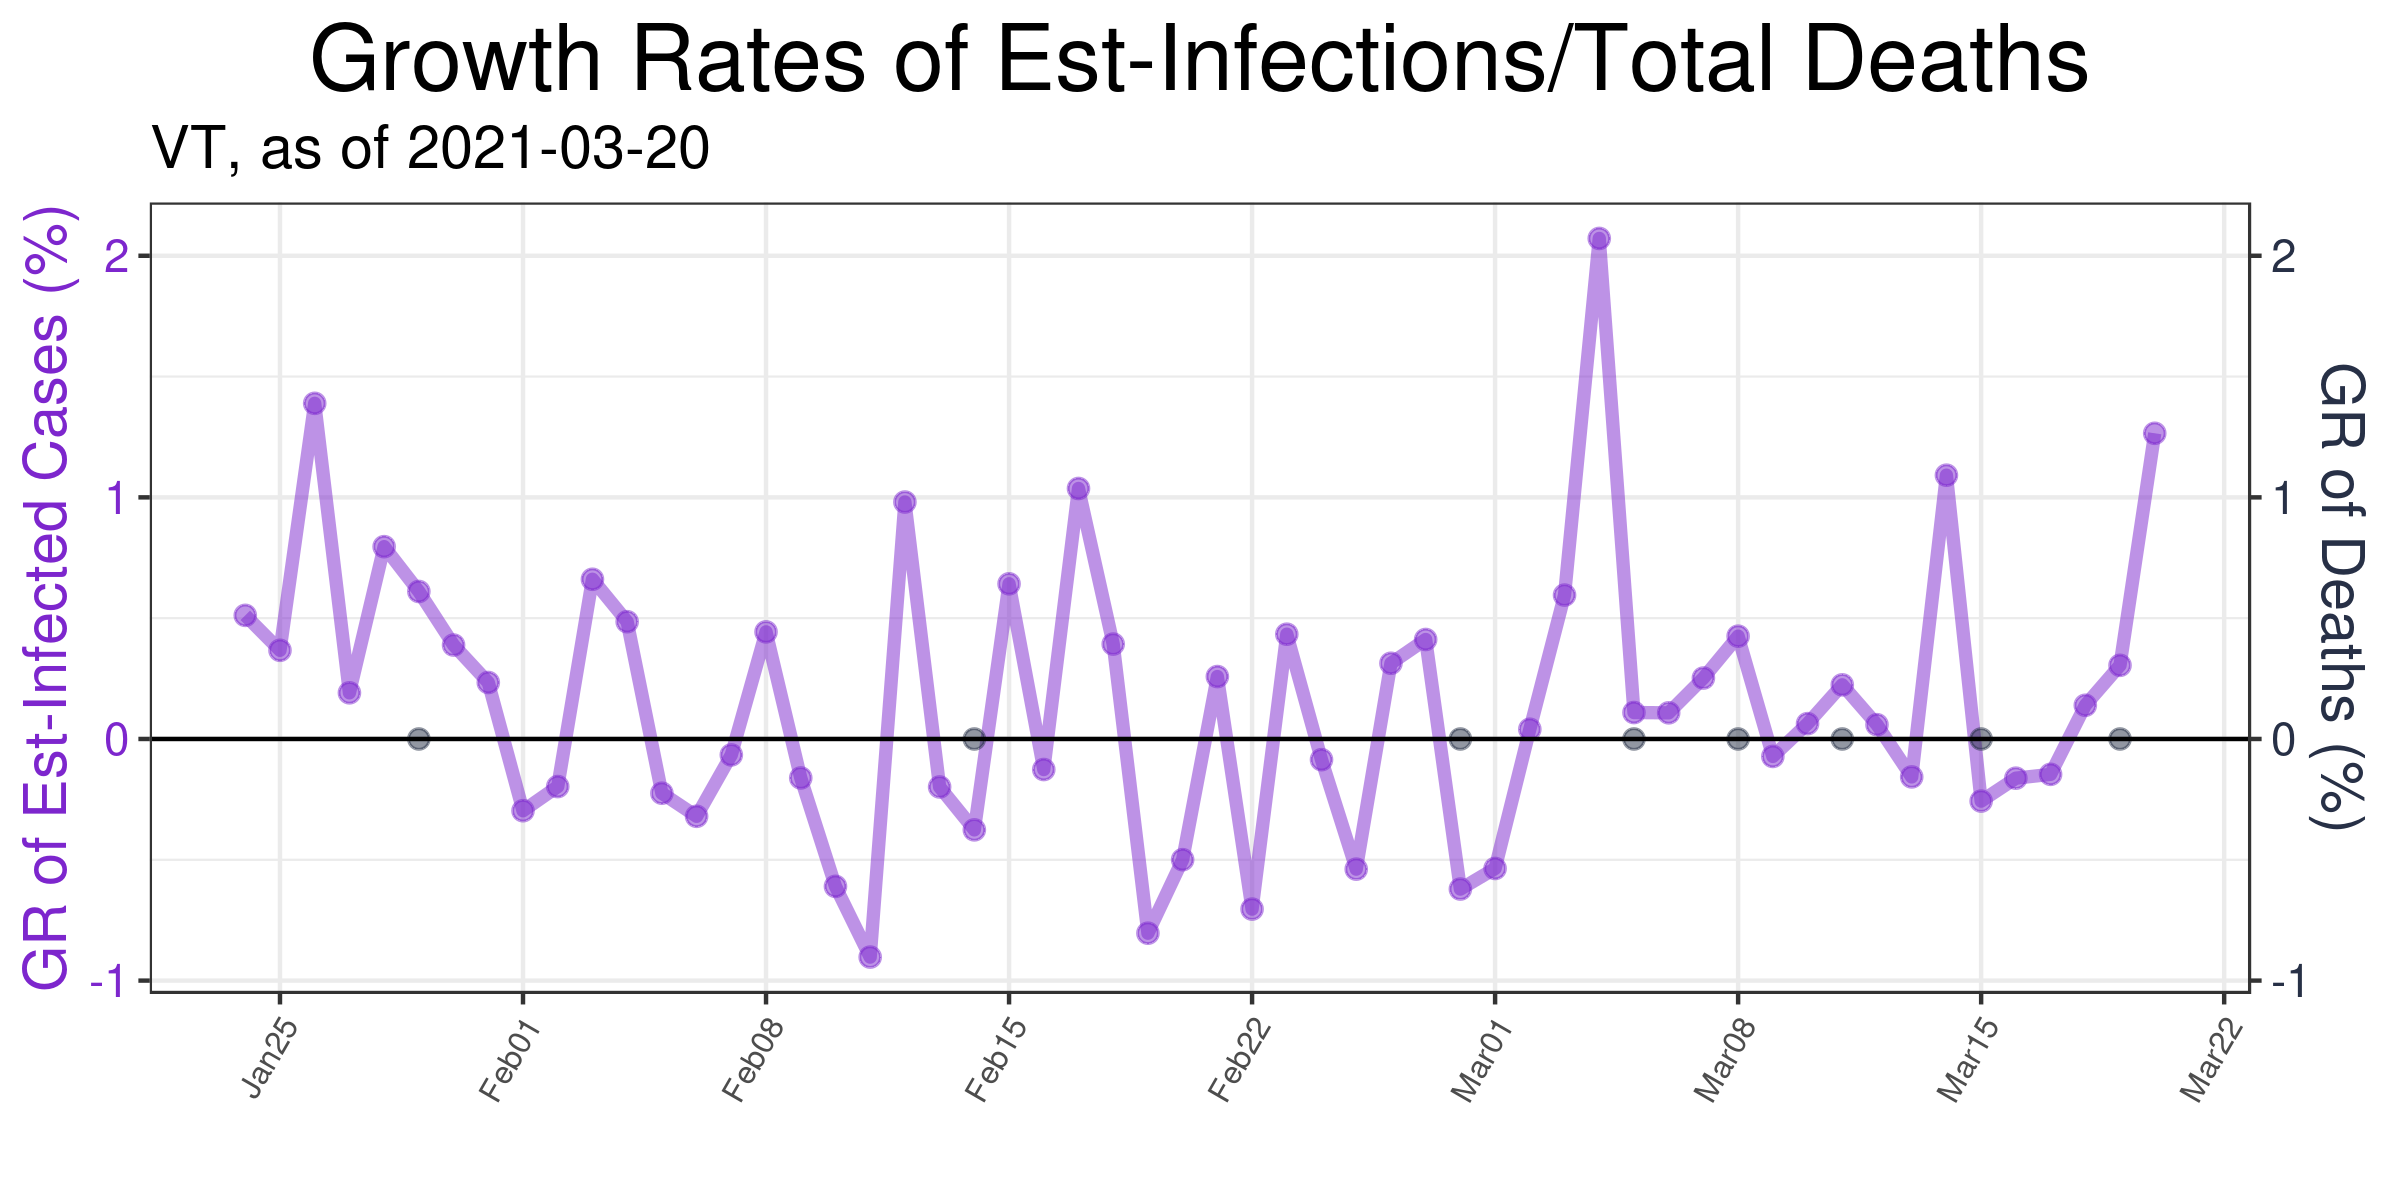 Growth Rates of Est-Infections/Total Deaths
VT, as of 2021-03-20
GR of Est-Infected Cases (%)
2
1
0
-1
2
1
0
-1
GR of Deaths (%)
Jan25
Feb01
Feb08
Feb15
Feb22
Mar01
Mar08
Mar15
Mar22